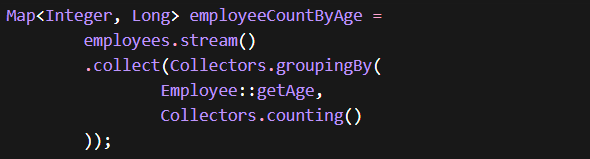 Map<Integer, Long> employeeCountByAge =
        employees.stream()
        .collect(Collectors.groupingBy(
                Employee::getAge,
                Collectors.counting()
        ));